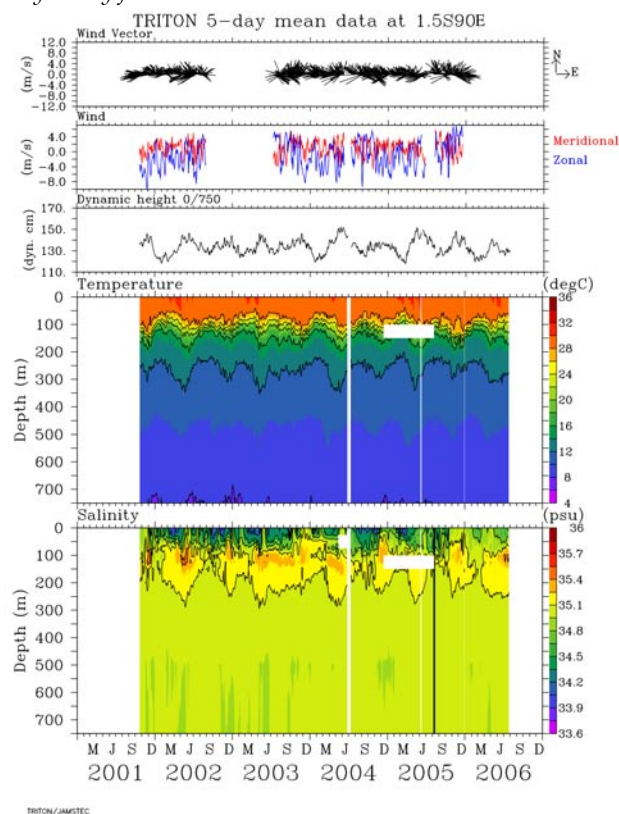 TRITON 5-day mean data at 1.5S90E
Wind Vector
12.0
8.0
4.0
0.0
-4.0
-8.0
-12.0
(m/s)
N
E
Wind
4.0
0.0
-4.0
-8.0
(m/s)
Meridional
Zonal
Dynamic height 0/750
170.
150.
130.
110.
(dyn. cm)
Temperature
(degC)
0
100
200
300
400
500
600
700
Depth (m)
36
32
28
24
20
16
12
8
4
Salinity
(psu)
0
100
200
300
400
500
600
700
Depth (m)
36
35.7
35.4
35.1
34.8
34.5
34.2
33.9
33.6
M J S D M J S D M J S D M J S D M J S D M J S D
2001 2002 2003 2004 2005 2006
TRITON/JAMSTEC